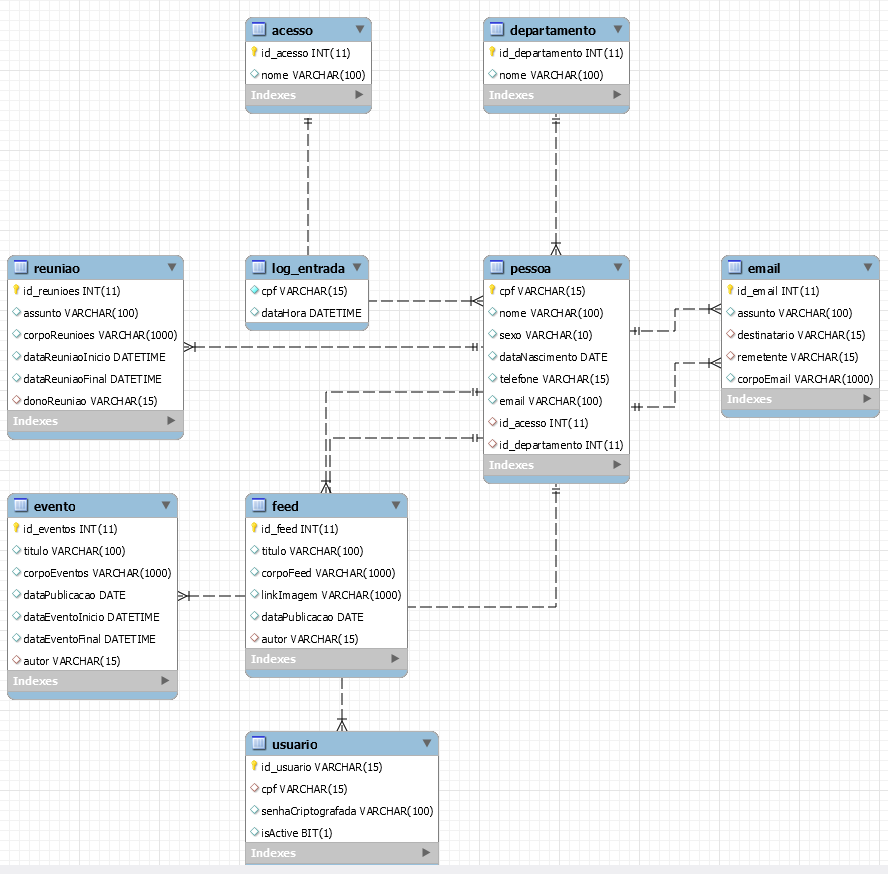 acesso
id_acesso INT(11)
nome VARCHAR(100)
Indexes
departamento
id_departamento INT(11)
nome VARCHAR(100)
Indexes
reuniao
id_reunioes INT(11)
assunto VARCHAR(100)
corpoReunioes VARCHAR(1000)
dataReuniaoInicio DATETIME
dataReuniaoFinal DATETIME
donoReuniao VARCHAR(15)
Indexes
log_entrada
cpf VARCHAR(15)
dataHora DATETIME
pessoa
cpf VARCHAR(15)
nome VARCHAR(100)
sexo VARCHAR(10)
dataNascimento DATE
telefone VARCHAR(15)
email VARCHAR(100)
id_acesso INT(11)
id_departamento INT(11)
Indexes
email
id_email INT(11)
assunto VARCHAR(100)
destinatario VARCHAR(15)
remetente VARCHAR(15)
corpoEmail VARCHAR(1000)
Indexes
evento
id_eventos INT(11)
titulo VARCHAR(100)
corpoEventos VARCHAR(1000)
dataPublicacao DATE
dataEventoInicio DATETIME
dataEventoFinal DATETIME
autor VARCHAR(15)
Indexes
feed
id_feed INT(11)
titulo VARCHAR(100)
corpoFeed VARCHAR(1000)
linkImagem VARCHAR(1000)
dataPublicacao DATE
autor VARCHAR(15)
Indexes
usuario
id_usuario VARCHAR(15)
cpf VARCHAR(15)
senhaCriptografada VARCHAR(100)
isActive BIT(1)
Indexes